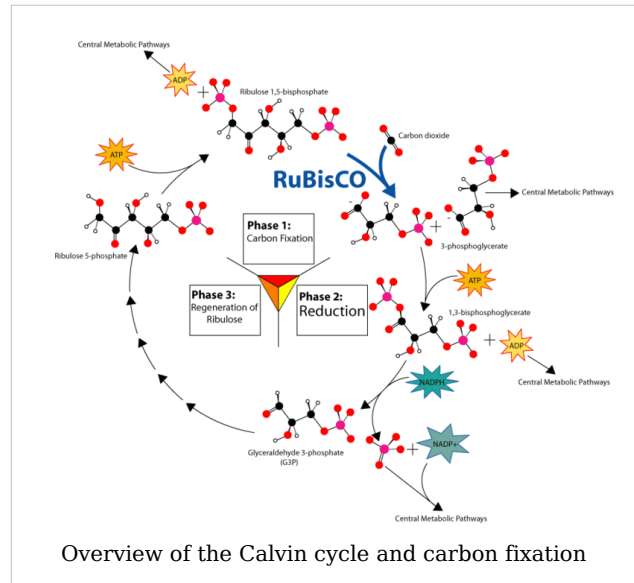 Central Metabolic Pathways
ADP
+
Ribulose 1,5-bisphosphate
Carbon dioxide
ATP
RuBisCO
Central Metabolic Pathways
-
-
+
3-phosphoglycerate
Ribulose 5-phosphate
Phase 1:
Carbon Fixation
Phase 3:
Regeneration of
Ribulose
Phase 2:
Reduction
ATP
1,3-bisphosphoglycerate
+
ADP
Central Metabolic Pathways
NADPH
Glyceraldehyde 3-phosphate
(G3P)
+
NADP+
Central Metabolic Pathways
Overview of the Calvin cycle and carbon fixation